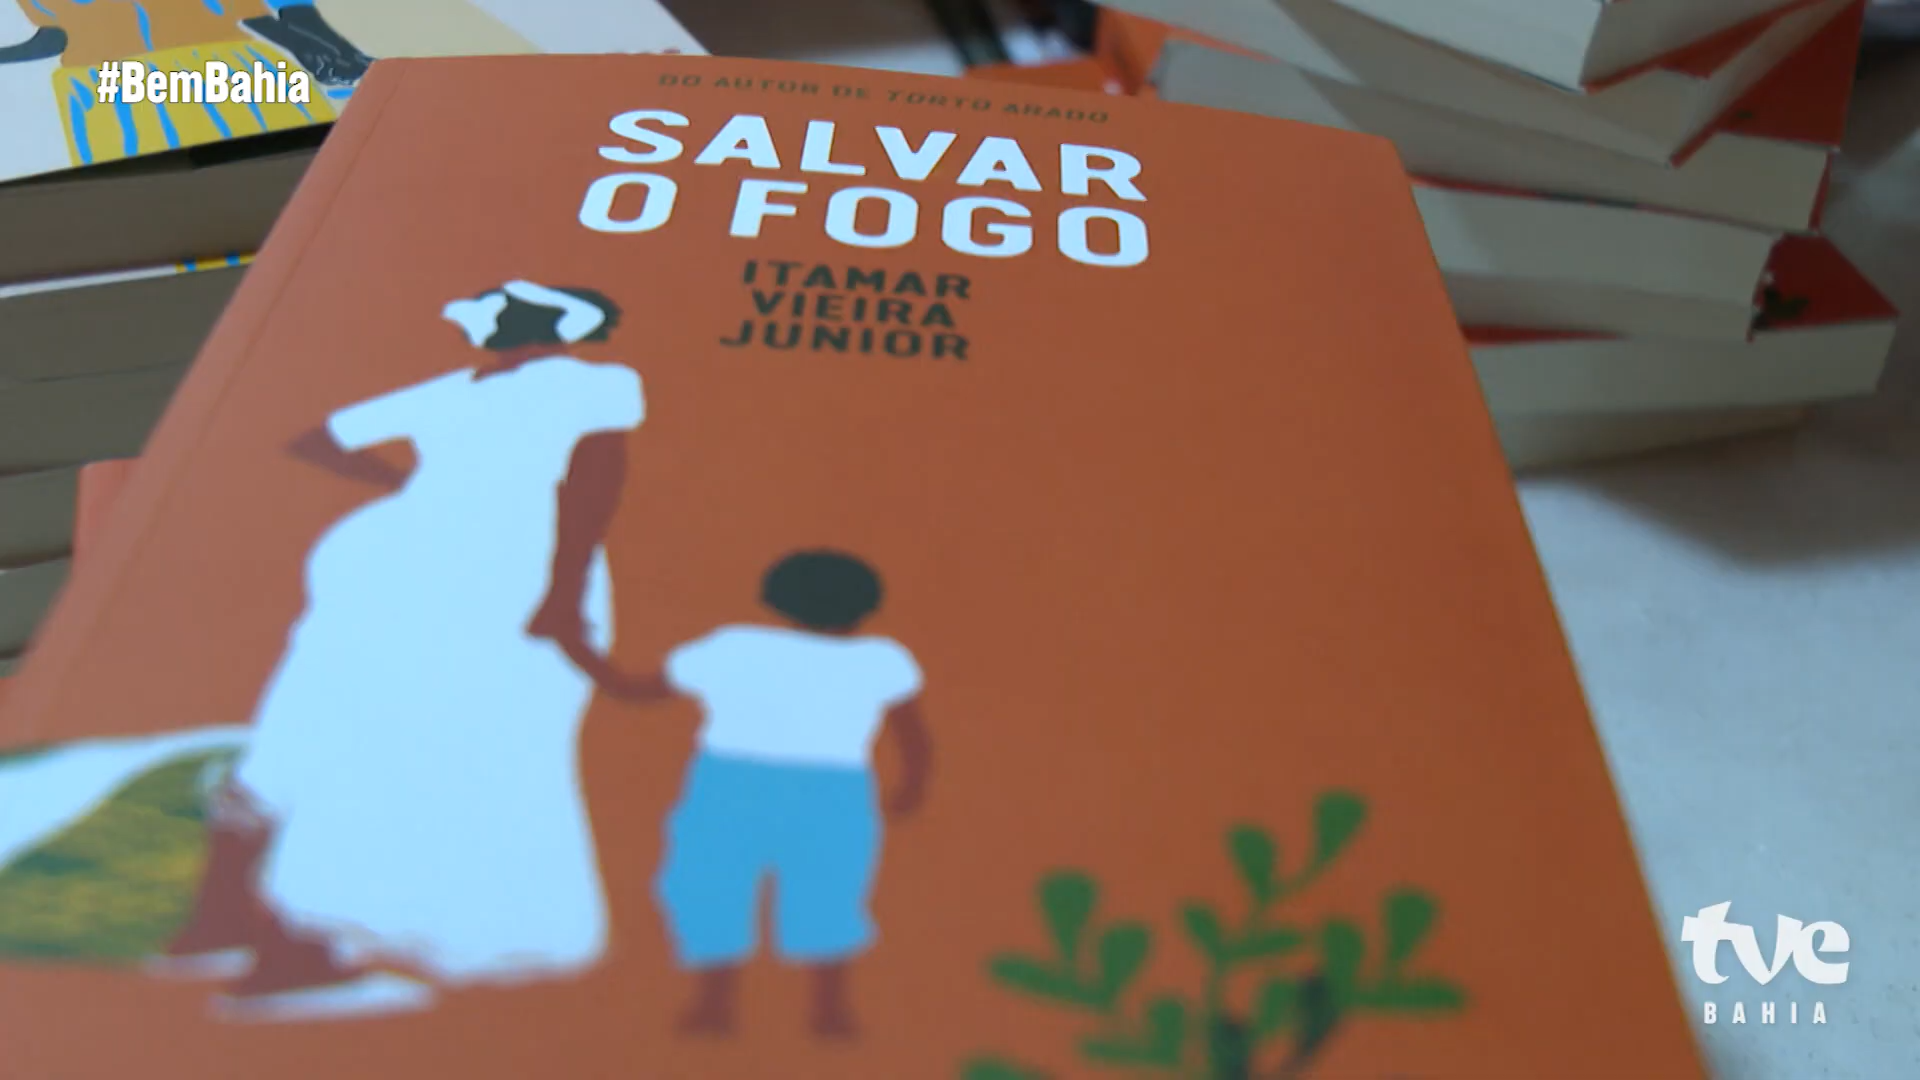 #BemBahia
DO AUTOR DE TORTO ARADO
SALVAR
O FOGO
ITAMAR
VIEIRA
JUNIOR
tve
BAHIA